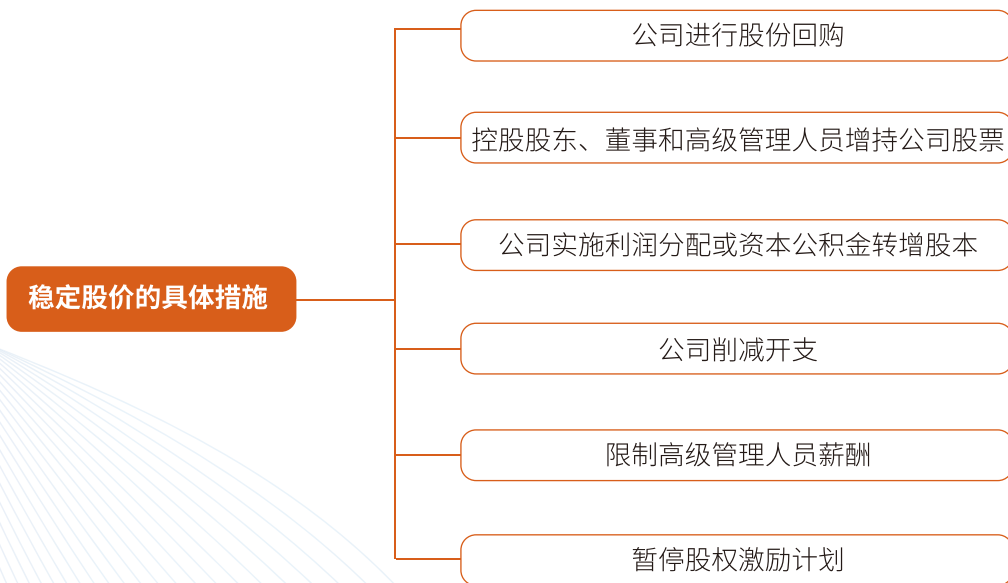 公司进行股份回购
控股股东、董事和高级管理人员增持公司股票
公司实施利润分配或资本公积金转增股本
稳定股价的具体措施
公司削减开支
限制高级管理人员薪酬
暂停股权激励计划